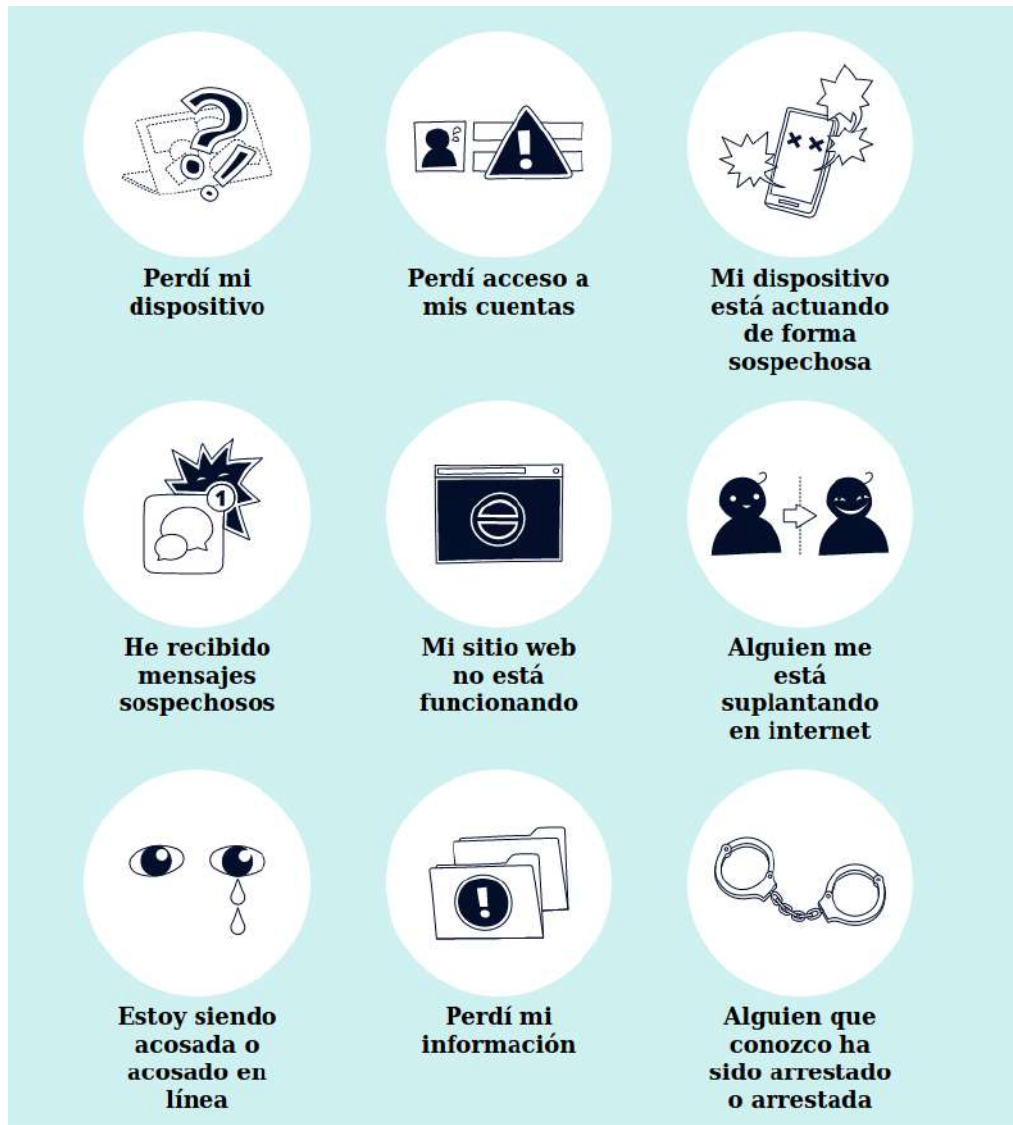 Perdí mi
dispositivo
Perdí acceso a
mis cuentas
Mi dispositivo
está actuando
de forma
sospechosa
1
He recibido
mensajes
sospechosos
Mi sitio web
no está
funcionando
Alguien me
está
suplantando
en internet
Estoy siendo
acosada o
acosado en
línea
Perdí mi
información
Alguien que
conozco ha
sido arrestado
o arrestada